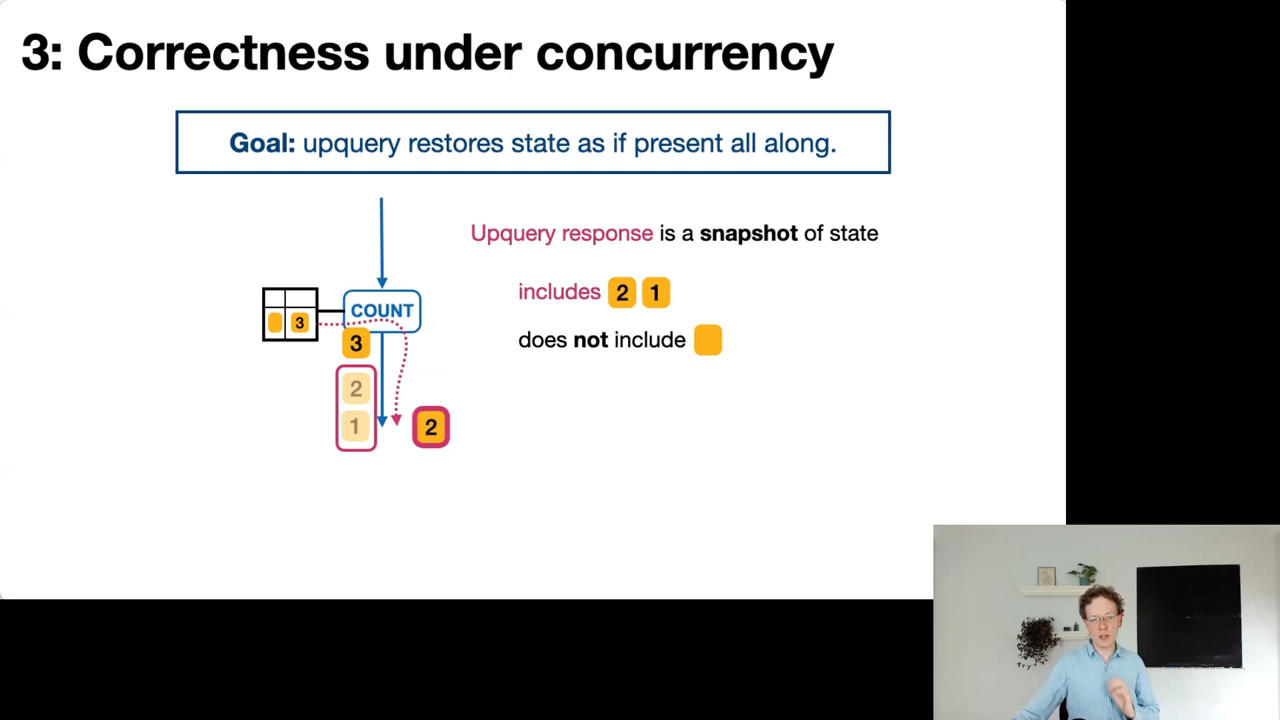 3: Correctness under concurrency
Goal: upquery restores state as if present all along.
Upquery response is a snapshot of state
includes 2 1
does not include
COUNT
3
3
2
1
2